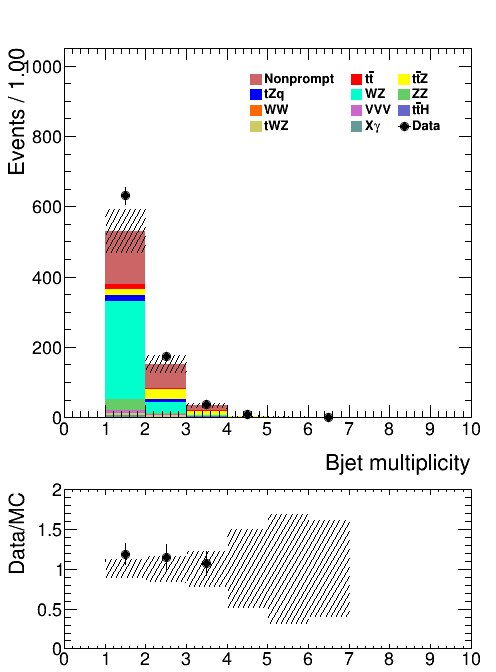 Events / 1.00
1000
800
600
400
200
0
Nonprompt tt̄ tt̄Z
tZq WZ ZZ
WW VVV tt̄H
tWZ Xγ Data
0 1 2 3 4 5 6 7 8 9 10
Bjet multiplicity
Data/MC
2
1.5
1
0.5
0
0 1 2 3 4 5 6 7 8 9 10